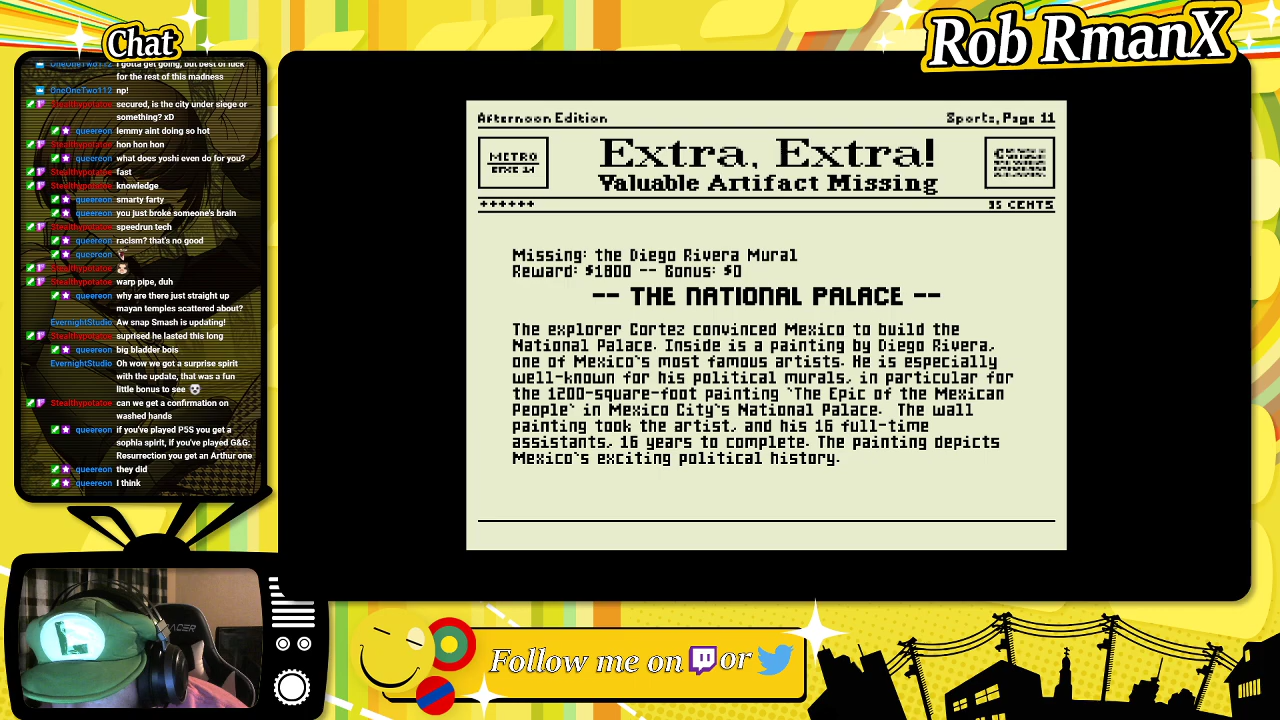 Chat
Rob RmanX
OneOneTwo112 I gotta get going, but best of luck
for the rest of this madness
OneOneTwo112 np!
Stealthypotatoe secured, is the city under siege or
something? xD
queereon lemmy aint doing so hot
Stealthypotatoe hon hon hon
queereon what does yoshi even do for you?
Stealthypotatoe fast
Stealthypotatoe knowledge
queereon smarty farty
queereon you just broke someone's brain
Stealthypotatoe speedrun tech
queereon racism? that's no good
queereon
Stealthypotatoe
Stealthypotatoe warp pipe, duh
queereon why are there just straight up
mayan temples scattered about?
EvernightStudio Aw snap Smash is updating!
Stealthypotatoe suprised he lasted this long
queereon big bladder bois
EvernightStudio Oh wow we got a surprise spirit
with the update, that was a fun
little bonus to see
Stealthypotatoe can we get a confirmation on
washed hands
queereon if you've played P5S you get a
sophia spirit, if you've played G&G:
Resurrection you get an Arthur one
queereon they did
queereon I think
Afternoon Edition
Sports, Page 11
METRO
Extra, Extra!
Valuable Artifact Missing
++++++
35 CENTS
Missing: the Diego Rivera Mural
Reward: $1800 -- Bonus: $0
-- THE NATIONAL PALACE --
The explorer Cortez convinced Mexico to build the
National Palace. Inside is a painting by Diego Rivera,
one of Mexico`s most famous artists. He is especially
well-known for his political murals, in particular for
the 1200-square-foot painting `The Epic of the Mexican
People` in Mexico City`s National Palace. The wall
painting took the artist, and his 16 full-time
assistants, 16 years to complete. The painting depicts
Mexico`s exciting political history.
ACER
Follow me on or